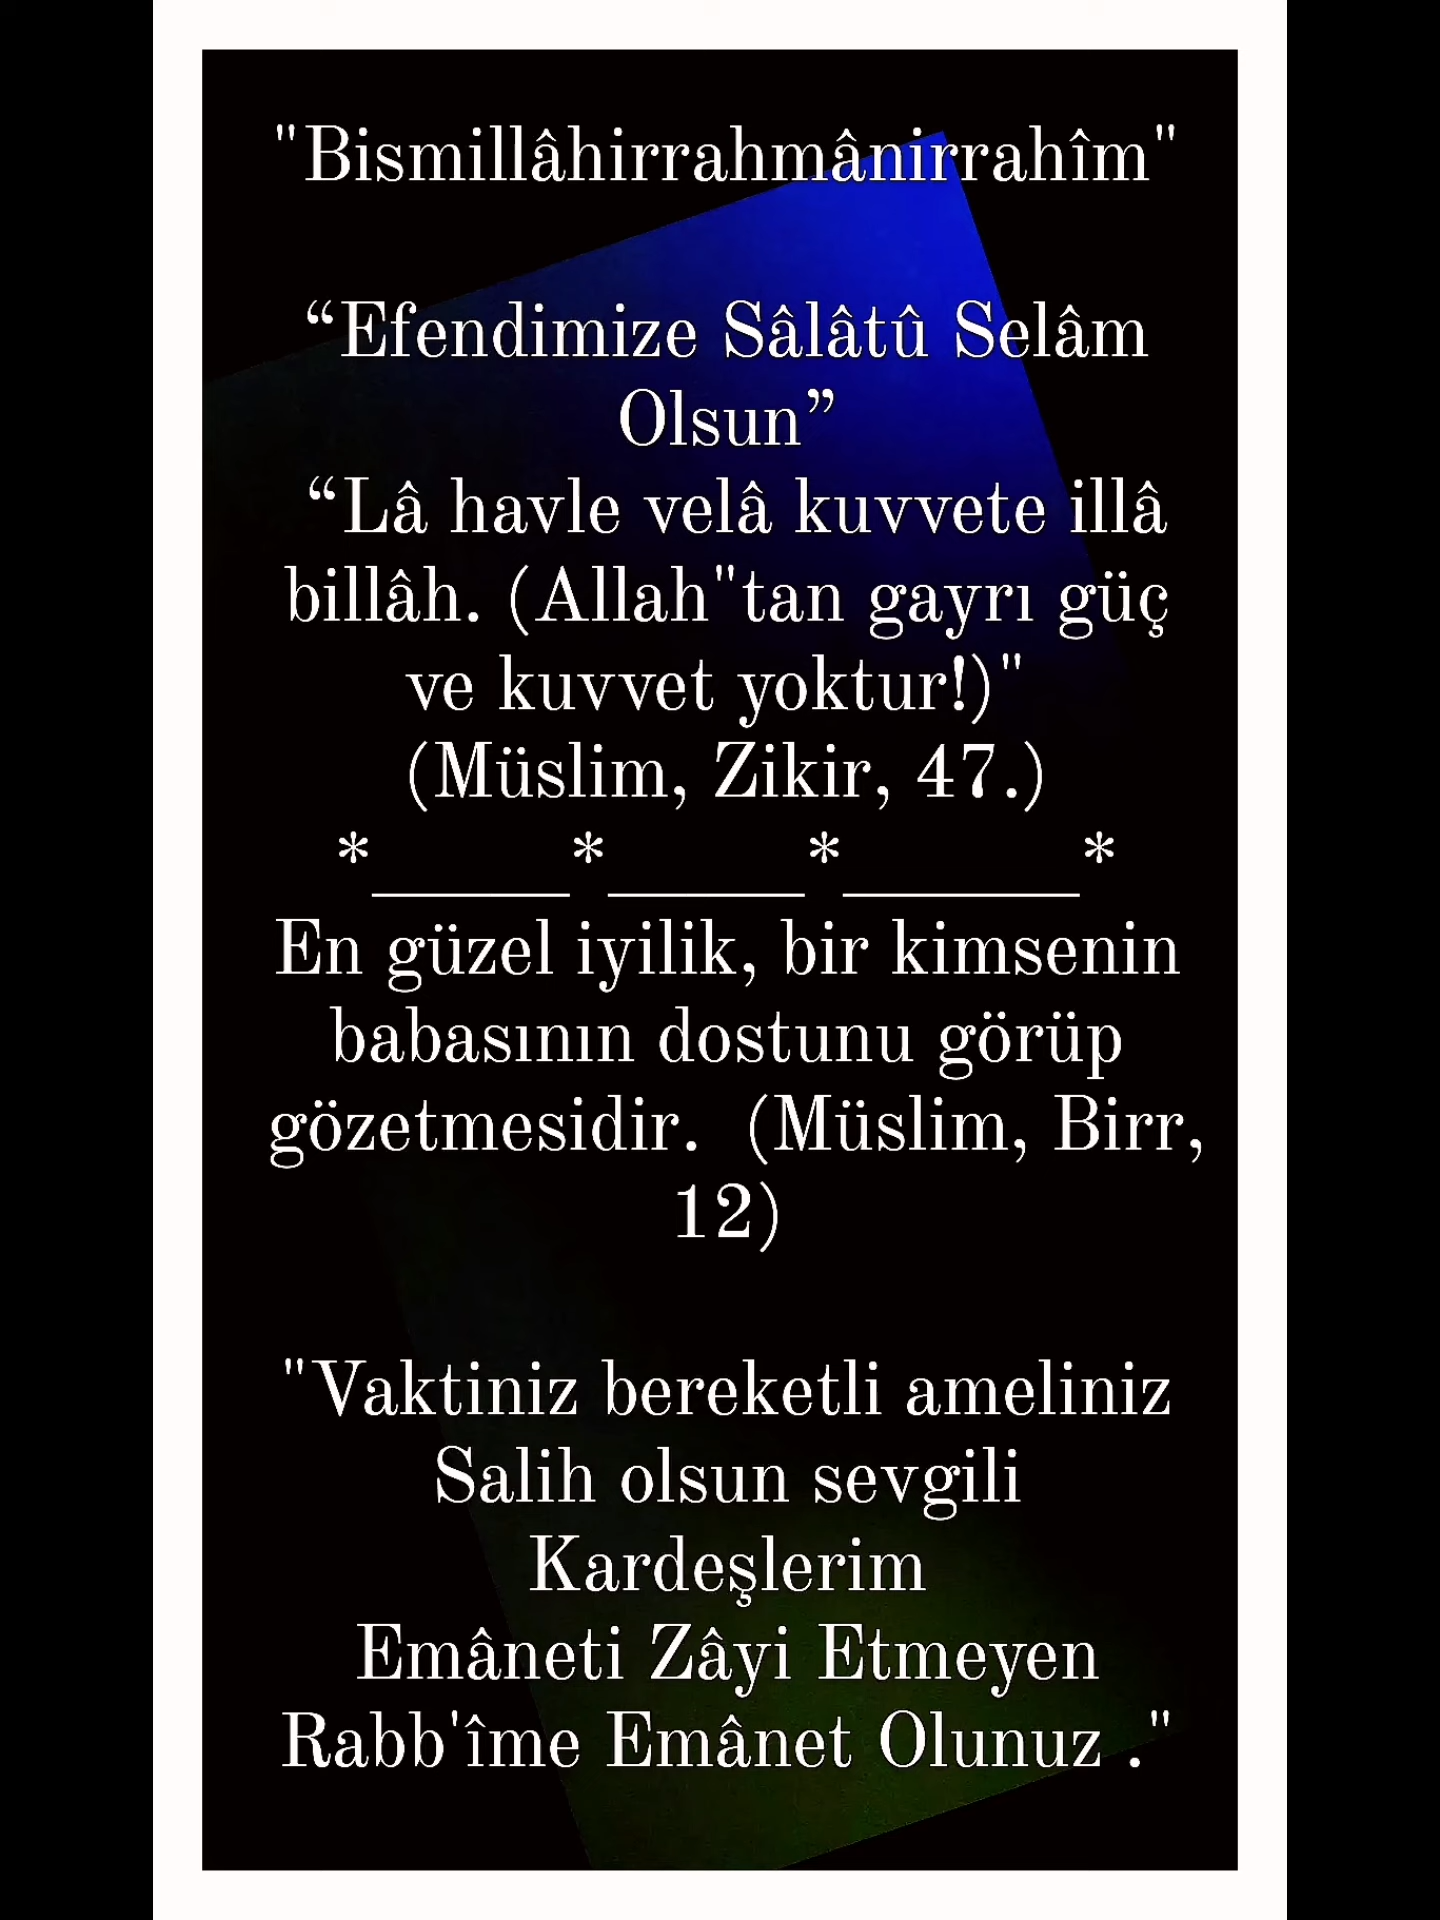 "Bismillâhirrahmânirrahîm"
“Efendimize Sâlâtû Selâm
Olsun”
“Lâ havle velâ kuvvete illâ
billâh. (Allah"tan gayrı güç
ve kuvvet yoktur!)"
(Müslim, Zikir, 47.)
*_____*_____*______*
En güzel iyilik, bir kimsenin
babasının dostunu görüp
gözetmesidir.  (Müslim, Birr,
12)
"Vaktiniz bereketli ameliniz
Salih olsun sevgili
Kardeşlerim
Emâneti Zâyi Etmeyen
Rabb'îme Emânet Olunuz ."